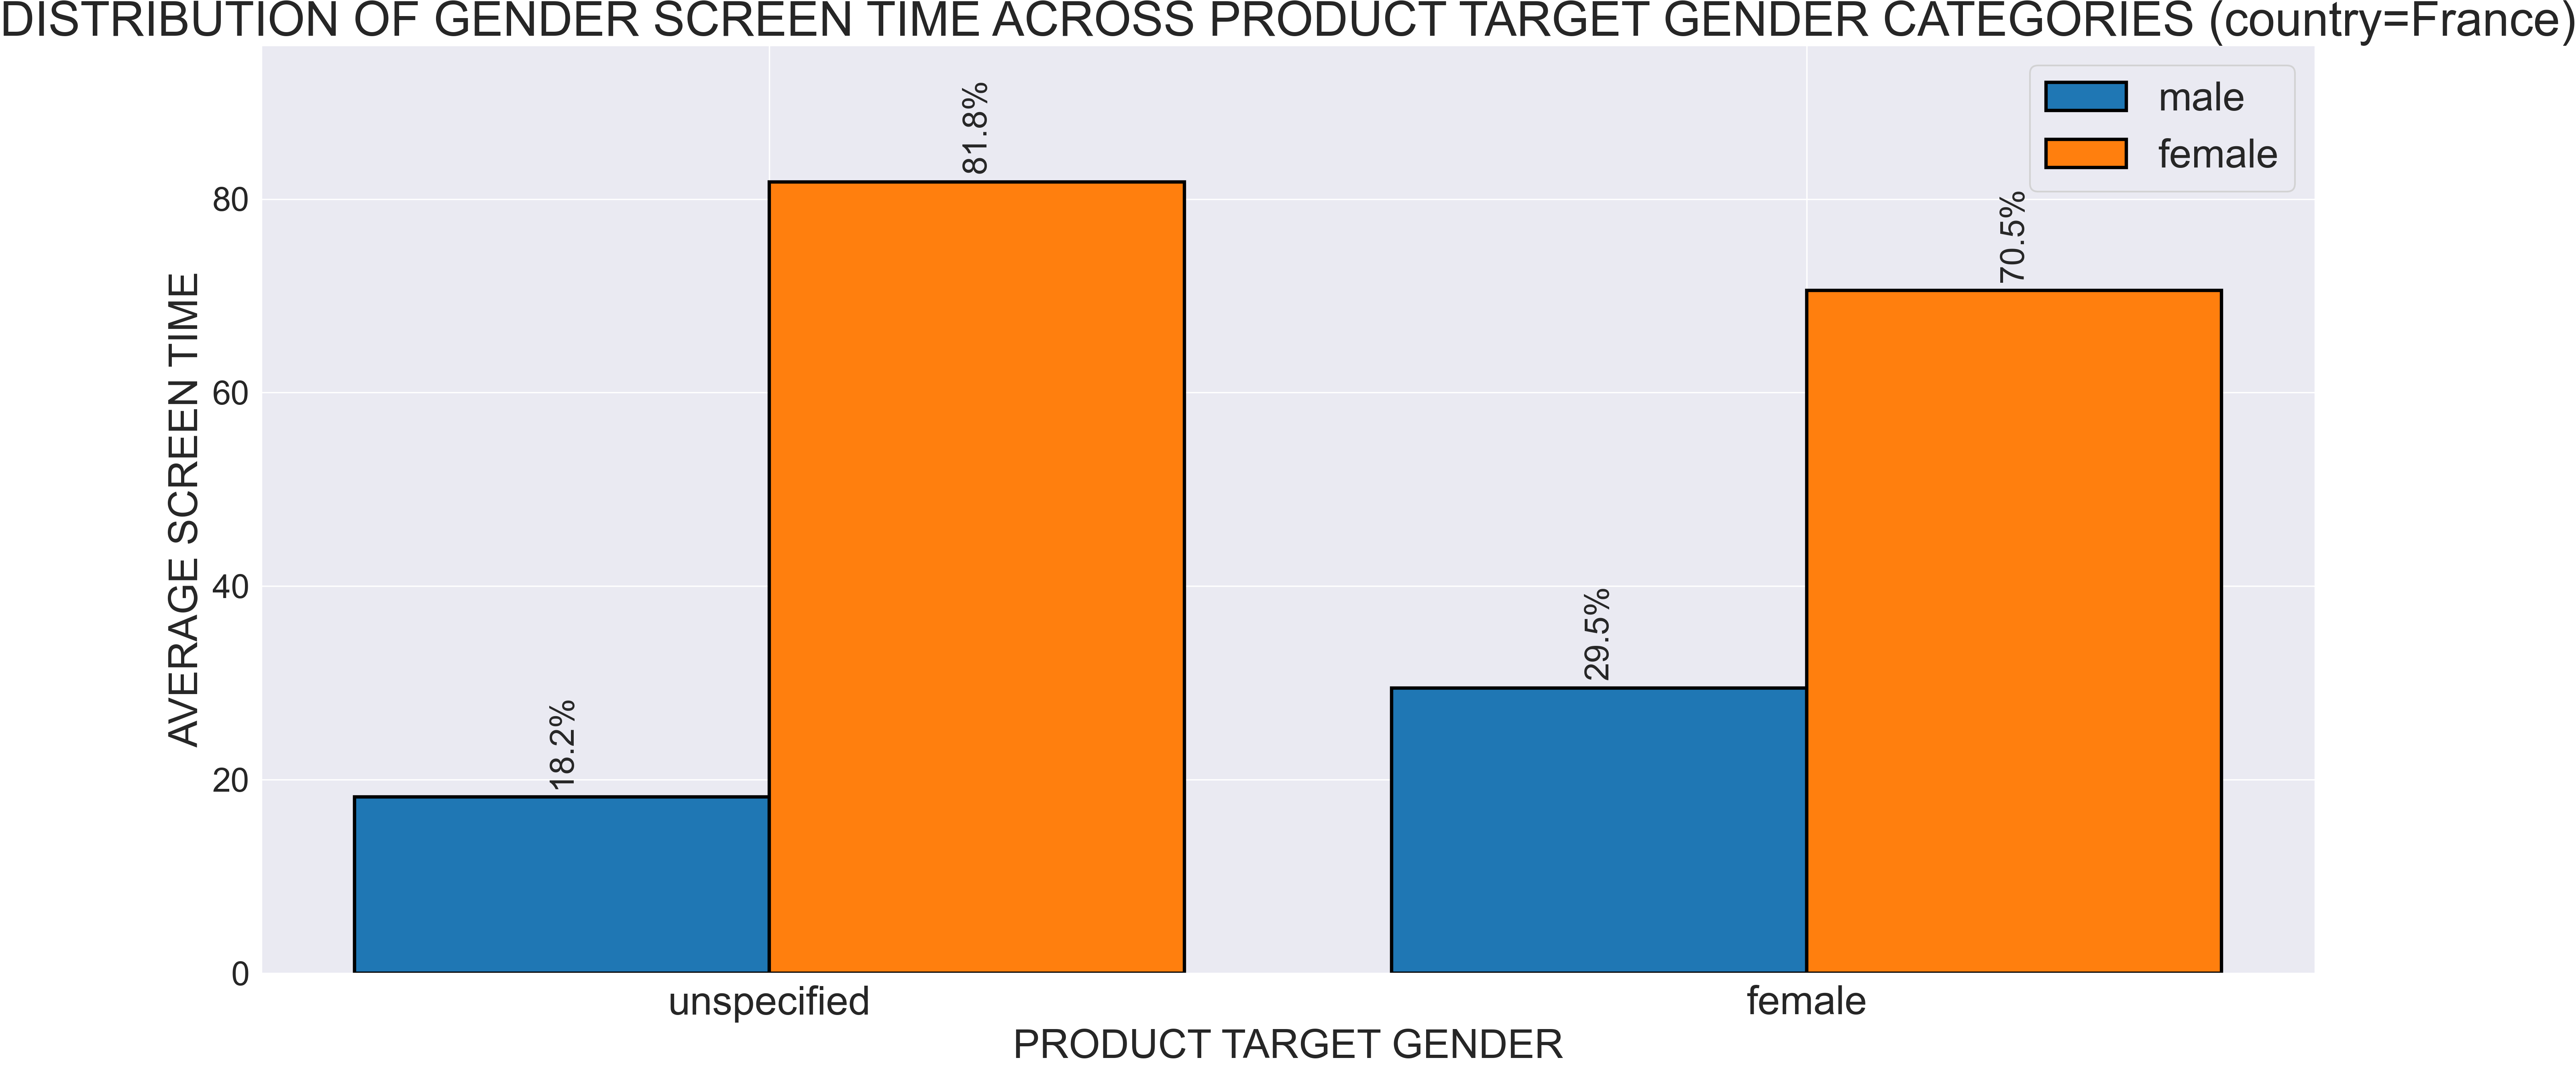 DISTRIBUTION OF GENDER SCREEN TIME ACROSS PRODUCT TARGET GENDER CATEGORIES (country=France)
male
female
81.8%
70.5%
29.5%
18.2%
AVERAGE SCREEN TIME
80
60
40
20
0
unspecified
female
PRODUCT TARGET GENDER